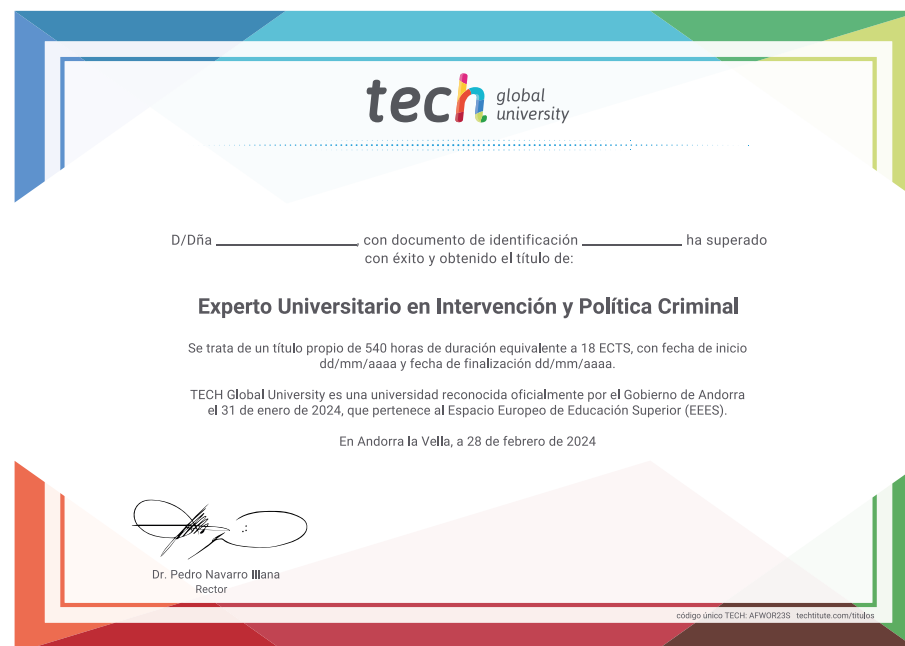 tech global university
D/Dña ________________, con documento de identificación ____________ ha superado
con éxito y obtenido el título de:
Experto Universitario en Intervención y Política Criminal
Se trata de un título propio de 540 horas de duración equivalente a 18 ECTS, con fecha de inicio
dd/mm/aaaa y fecha de finalización dd/mm/aaaa.
TECH Global University es una universidad reconocida oficialmente por el Gobierno de Andorra
el 31 de enero de 2024, que pertenece al Espacio Europeo de Educación Superior (EEES).
En Andorra la Vella, a 28 de febrero de 2024
Dr. Pedro Navarro Illana
Rector
código único TECH: AFWOR23S techtitute.com/titulos